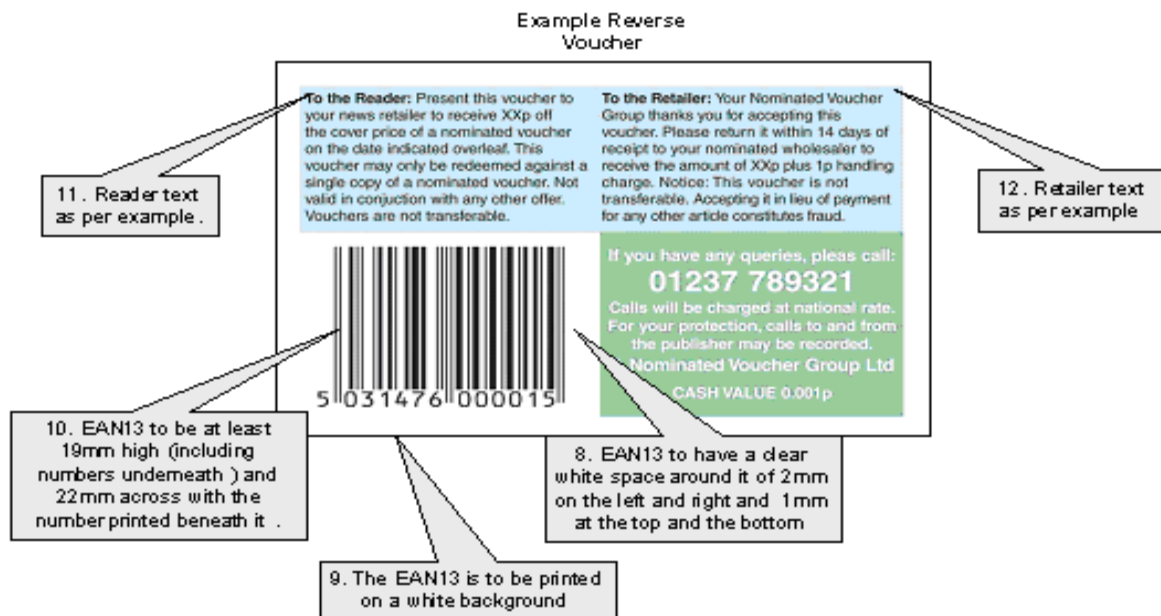 Example Reverse
Voucher
To the Reader: Present this voucher to
your news retailer to receive XXp off
the cover price of a nominated voucher
on the date indicated overleaf. This
voucher may only be redeemed against a
single copy of a nominated voucher. Not
valid in conjuction with any other offer.
Vouchers are not transferable.
To the Retailer: Your Nominated Voucher
Group thanks you for accepting this
voucher. Please return it within 14 days of
receipt to your nominated wholesaler to
receive the amount of XXp plus 1p handling
charge. Notice: This voucher is not
transferable. Accepting it in lieu of payment
for any other article constitutes fraud.
11. Reader text
as per example.
12. Retailer text
as per example
If you have any queries, pleas call:
01237 789321
Calls will be charged at national rate.
For your protection, calls to and from
the publisher may be recorded.
Nominated Voucher Group Ltd
CASH VALUE 0.001p
5 031476 000015
10. EAN13 to be at least
19mm high (including
numbers underneath) and
22mm across with the
number printed beneath it.
8. EAN13 to have a clear
white space around it of 2mm
on the left and right and 1mm
at the top and the bottom
9. The EAN13 is to be printed
on a white background